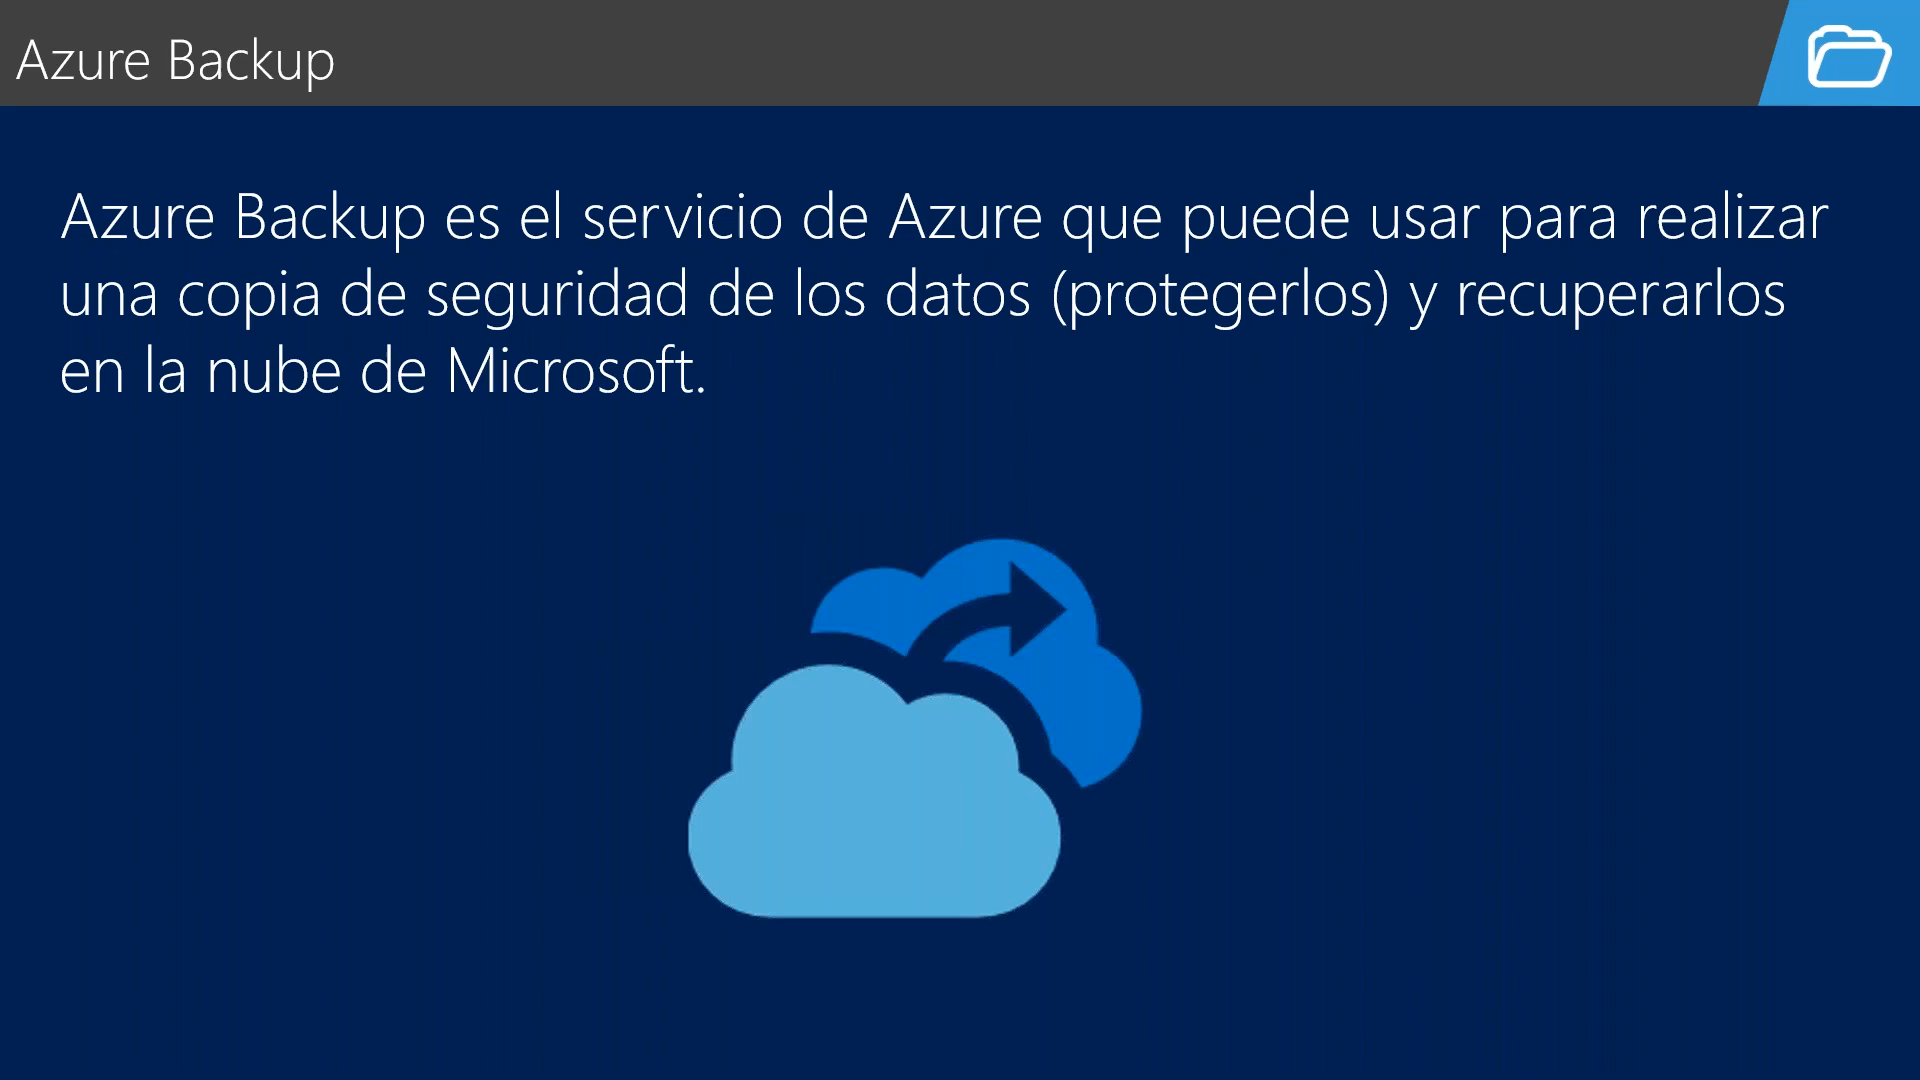 Azure Backup
Azure Backup es el servicio de Azure que puede usar para realizar
una copia de seguridad de los datos (protegerlos) y recuperarlos
en la nube de Microsoft.